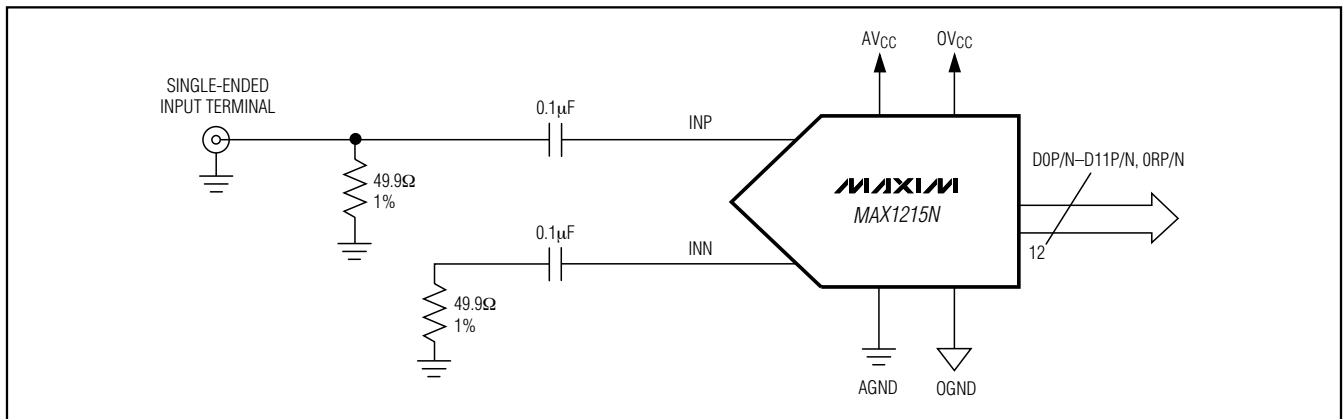 SINGLE-ENDED
INPUT TERMINAL
0.1μF
INP
49.9Ω
1%
0.1μF
INN
49.9Ω
1%
AVCC
OVCC
MAXIM
MAX1215N
D0P/N–D11P/N, 0RP/N
12
AGND
OGND